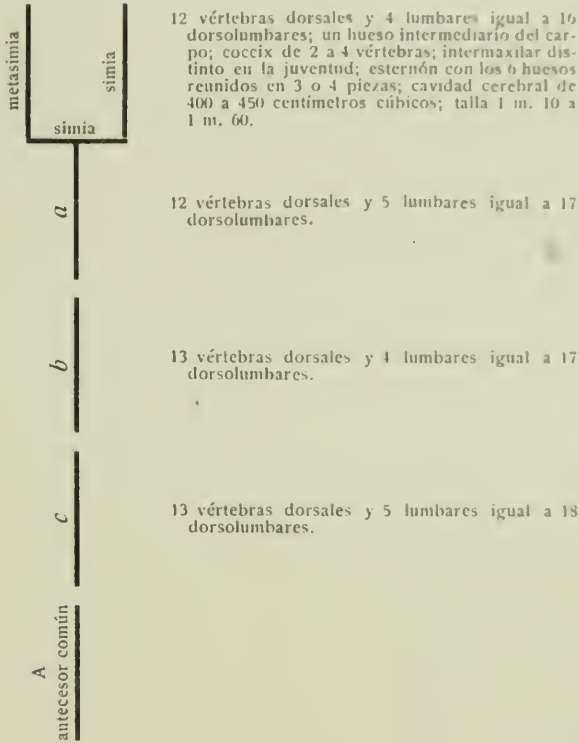 metasimia
simia
simia
12 vértebras dorsales y 4 lumbares igual a 16
dorsolumbares; un hueso intermediario del car-
po; coccix de 2 a 4 vértebras; intermaxilar dis-
tinto en la juventud; esternón con los 6 huesos
reunidos en 3 o 4 piezas; cavidad cerebral de
400 a 450 centímetros cúbicos; talla 1 m. 10 a
1 m. 60.
a
12 vértebras dorsales y 5 lumbares igual a 17
dorsolumbares.
b
13 vértebras dorsales y 4 lumbares igual a 17
dorsolumbares.
c
13 vértebras dorsales y 5 lumbares igual a 18
dorsolumbares.
A
antecesor común